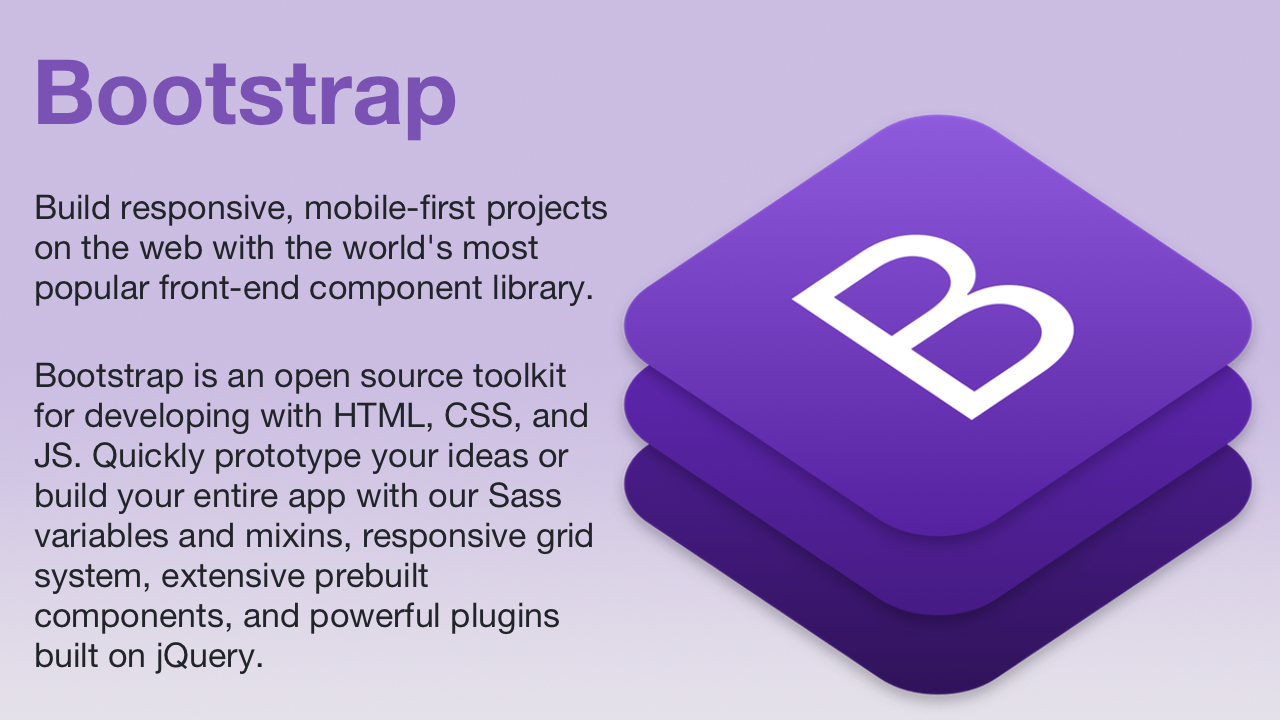 Bootstrap
Build responsive, mobile-first projects
on the web with the world's most
popular front-end component library.
Bootstrap is an open source toolkit
for developing with HTML, CSS, and
JS. Quickly prototype your ideas or
build your entire app with our Sass
variables and mixins, responsive grid
system, extensive prebuilt
components, and powerful plugins
built on jQuery.
B